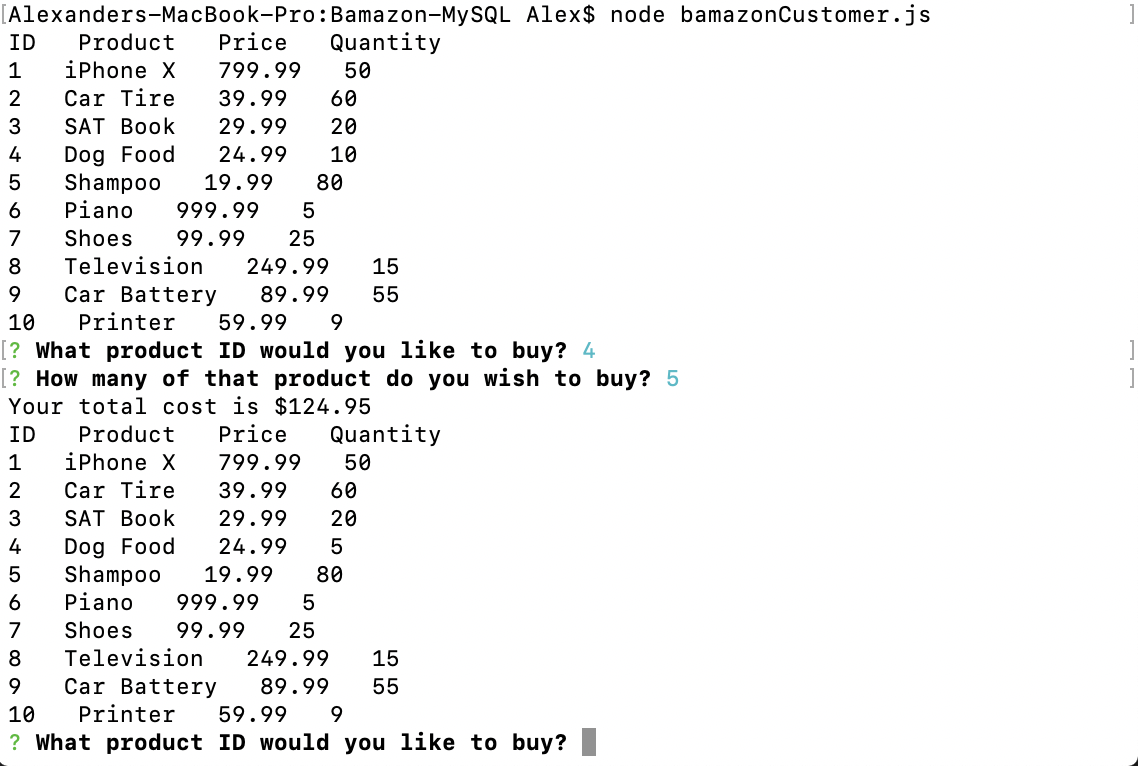 [Alexanders-MacBook-Pro:Bamazon-MySQL Alex$ node bamazonCustomer.js ]
ID   Product   Price   Quantity
1   iPhone X   799.99   50
2   Car Tire   39.99   60
3   SAT Book   29.99   20
4   Dog Food   24.99   10
5   Shampoo   19.99   80
6   Piano   999.99   5
7   Shoes   99.99   25
8   Television   249.99   15
9   Car Battery   89.99   55
10   Printer   59.99   9
[? What product ID would you like to buy? 4 ]
[? How many of that product do you wish to buy? 5 ]
Your total cost is $124.95
ID   Product   Price   Quantity
1   iPhone X   799.99   50
2   Car Tire   39.99   60
3   SAT Book   29.99   20
4   Dog Food   24.99   5
5   Shampoo   19.99   80
6   Piano   999.99   5
7   Shoes   99.99   25
8   Television   249.99   15
9   Car Battery   89.99   55
10   Printer   59.99   9
? What product ID would you like to buy?